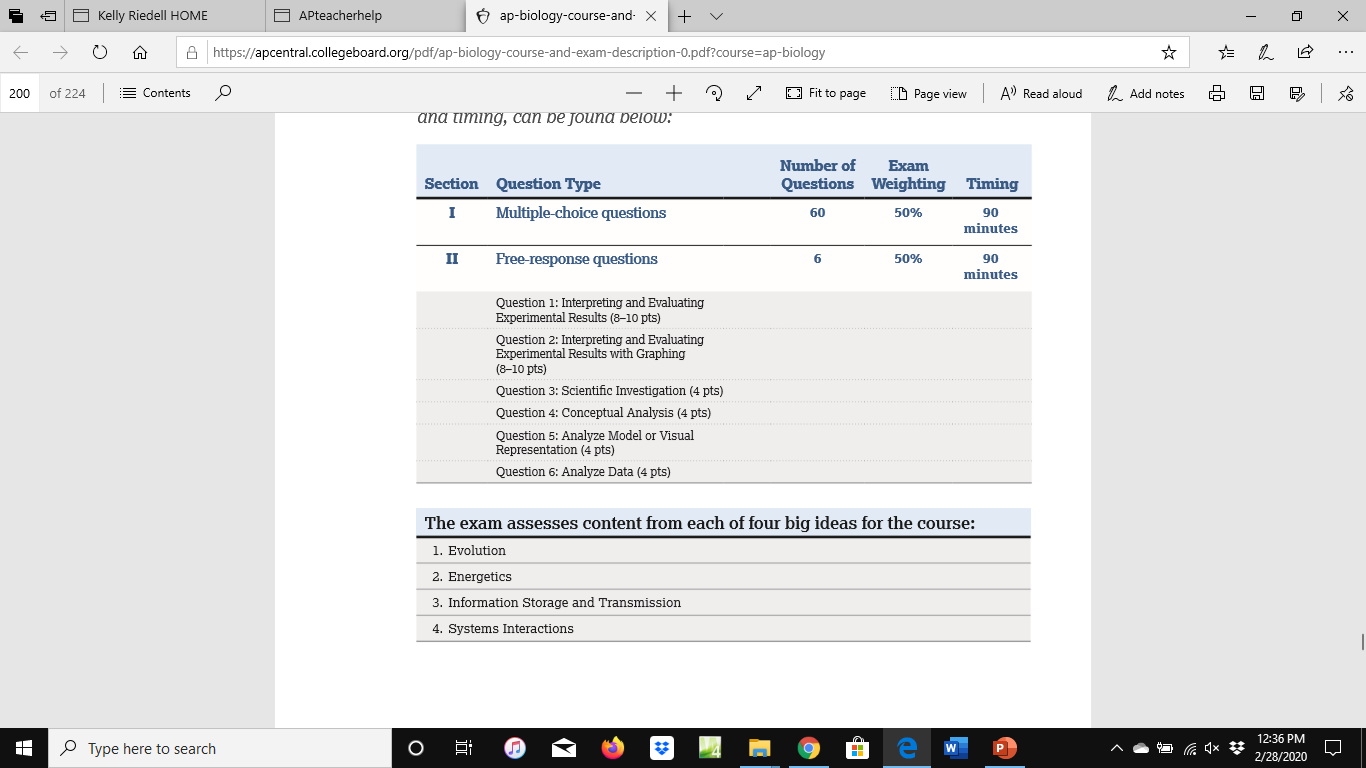 Kelly Riedell HOME
APteacherhelp
ap-biology-course-and-
https://apcentral.collegeboard.org/pdf/ap-biology-course-and-exam-description-0.pdf?course=ap-biology
200 of 224
Contents
Fit to page
Page view
Read aloud
Add notes
and timing, can be found below:
Section Question Type Number of Questions Exam Weighting Timing
I Multiple-choice questions 60 50% 90 minutes
II Free-response questions 6 50% 90 minutes
Question 1: Interpreting and Evaluating
Experimental Results (8–10 pts)
Question 2: Interpreting and Evaluating
Experimental Results with Graphing
(8–10 pts)
Question 3: Scientific Investigation (4 pts)
Question 4: Conceptual Analysis (4 pts)
Question 5: Analyze Model or Visual
Representation (4 pts)
Question 6: Analyze Data (4 pts)
The exam assesses content from each of four big ideas for the course:
1. Evolution
2. Energetics
3. Information Storage and Transmission
4. Systems Interactions
Type here to search
12:36 PM
2/28/2020